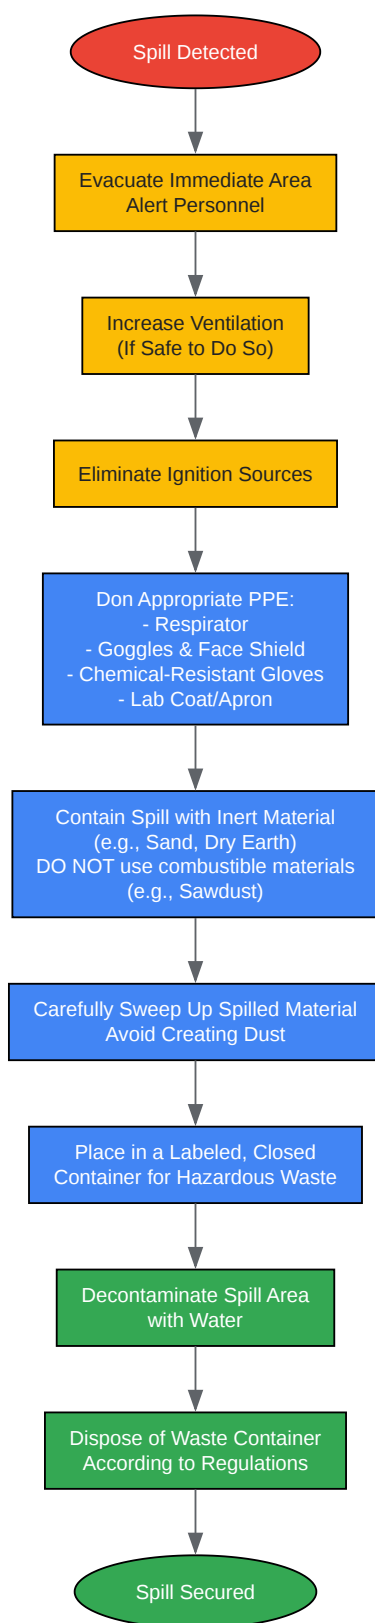 Spill Detected
Evacuate Immediate Area
Alert Personnel
Increase Ventilation
(If Safe to Do So)
Eliminate Ignition Sources
Don Appropriate PPE:
- Respirator
- Goggles & Face Shield
- Chemical-Resistant Gloves
- Lab Coat/Apron
Contain Spill with Inert Material
(e.g., Sand, Dry Earth)
DO NOT use combustible materials
(e.g., Sawdust)
Carefully Sweep Up Spilled Material
Avoid Creating Dust
Place in a Labeled, Closed
Container for Hazardous Waste
Decontaminate Spill Area
with Water
Dispose of Waste Container
According to Regulations
Spill Secured